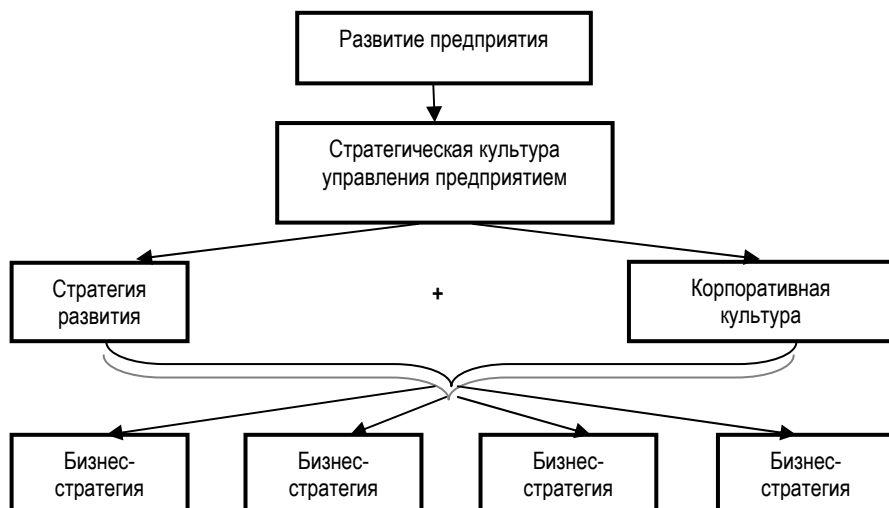 Развитие предприятия
Стратегическая культура
управления предприятием
Стратегия
развития
+
Корпоративная
культура
Бизнес-
стратегия
Бизнес-
стратегия
Бизнес-
стратегия
Бизнес-
стратегия